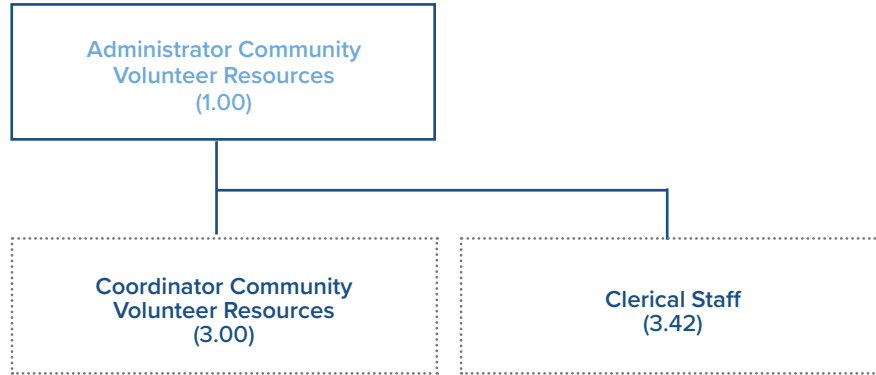 Administrator Community
Volunteer Resources
(1.00)
Coordinator Community
Volunteer Resources
(3.00)
Clerical Staff
(3.42)